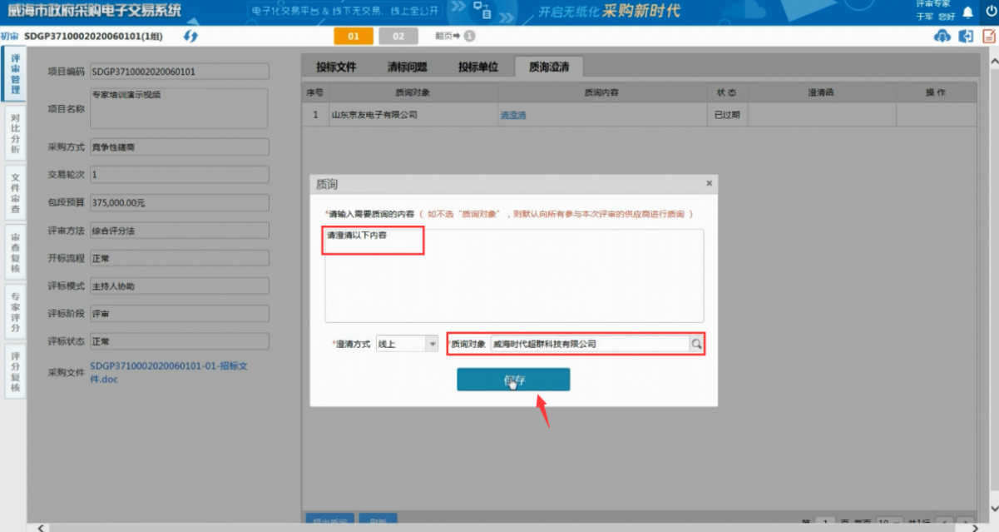 威海市政府采购电子交易系统
电子化交易平台 & 线下无交易、线上全公开
开启无纸化 采购新时代
评审专家
于军 您好
初审 SDGP3710002020060101(1组)
01
02
翻页 1
评审管理
对比分析
文件审查
审查复核
专家评分
评分复核
项目编码 SDGP3710002020060101
项目名称 专家培训演示视频
采购方式 竞争性磋商
交易轮次 1
包段预算 375,000.00元
评审方法 综合评分法
开标流程 正常
评标模式 主持人协助
评标阶段 评审
评标状态 正常
采购文件 SDGP3710002020060101-01-招标文
件.doc
投标文件 清标问题 投标单位 质询澄清
序号 质询对象 质询内容 状 态 澄清函 操 作
1 山东京友电子有限公司 请澄清 已过期
质询 ×
*请输入需要质询的内容 ( 如不选“质询对象”,则默认向所有参与本次评审的供应商进行质询 )
请澄清以下内容
*澄清方式 线上 *质询对象 威海时代超群科技有限公司
保存
提出质询 刷新
第 1 页 每页 10 共1行